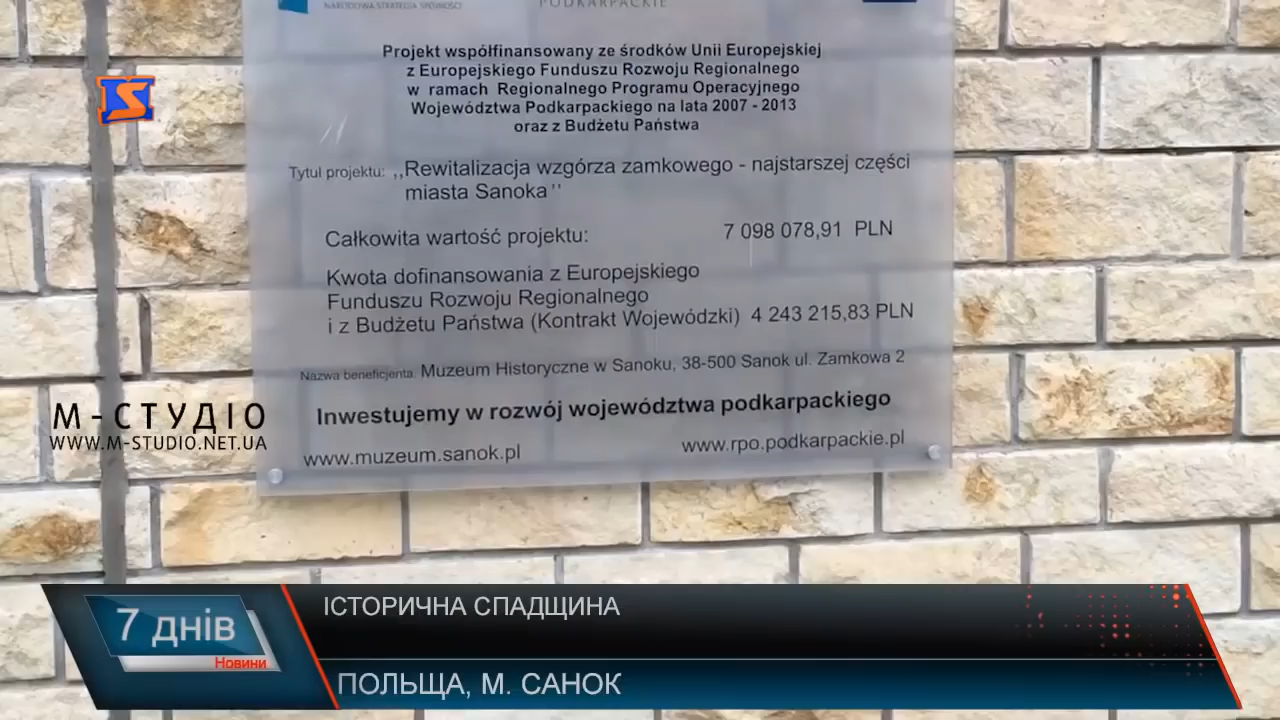 NARODOWA STRATEGIA SPÓJNOŚCI
PODKARPACKIE
Projekt współfinansowany ze środków Unii Europejskiej
z Europejskiego Funduszu Rozwoju Regionalnego
w ramach Regionalnego Programu Operacyjnego
Województwa Podkarpackiego na lata 2007 - 2013
oraz z Budżetu Państwa
Tytuł projektu: ,,Rewitalizacja wzgórza zamkowego - najstarszej części
miasta Sanoka''
Całkowita wartość projektu: 7 098 078,91 PLN
Kwota dofinansowania z Europejskiego
Funduszu Rozwoju Regionalnego
i z Budżetu Państwa (Kontrakt Wojewódzki) 4 243 215,83 PLN
Nazwa beneficjenta: Muzeum Historyczne w Sanoku, 38-500 Sanok ul. Zamkowa 2
Inwestujemy w rozwój województwa podkarpackiego
www.muzeum.sanok.pl www.rpo.podkarpackie.pl
М-СТУДІО
WWW.M-STUDIO.NET.UA
7 днів
Новини
ІСТОРИЧНА СПАДЩИНА
ПОЛЬЩА, М. САНОК